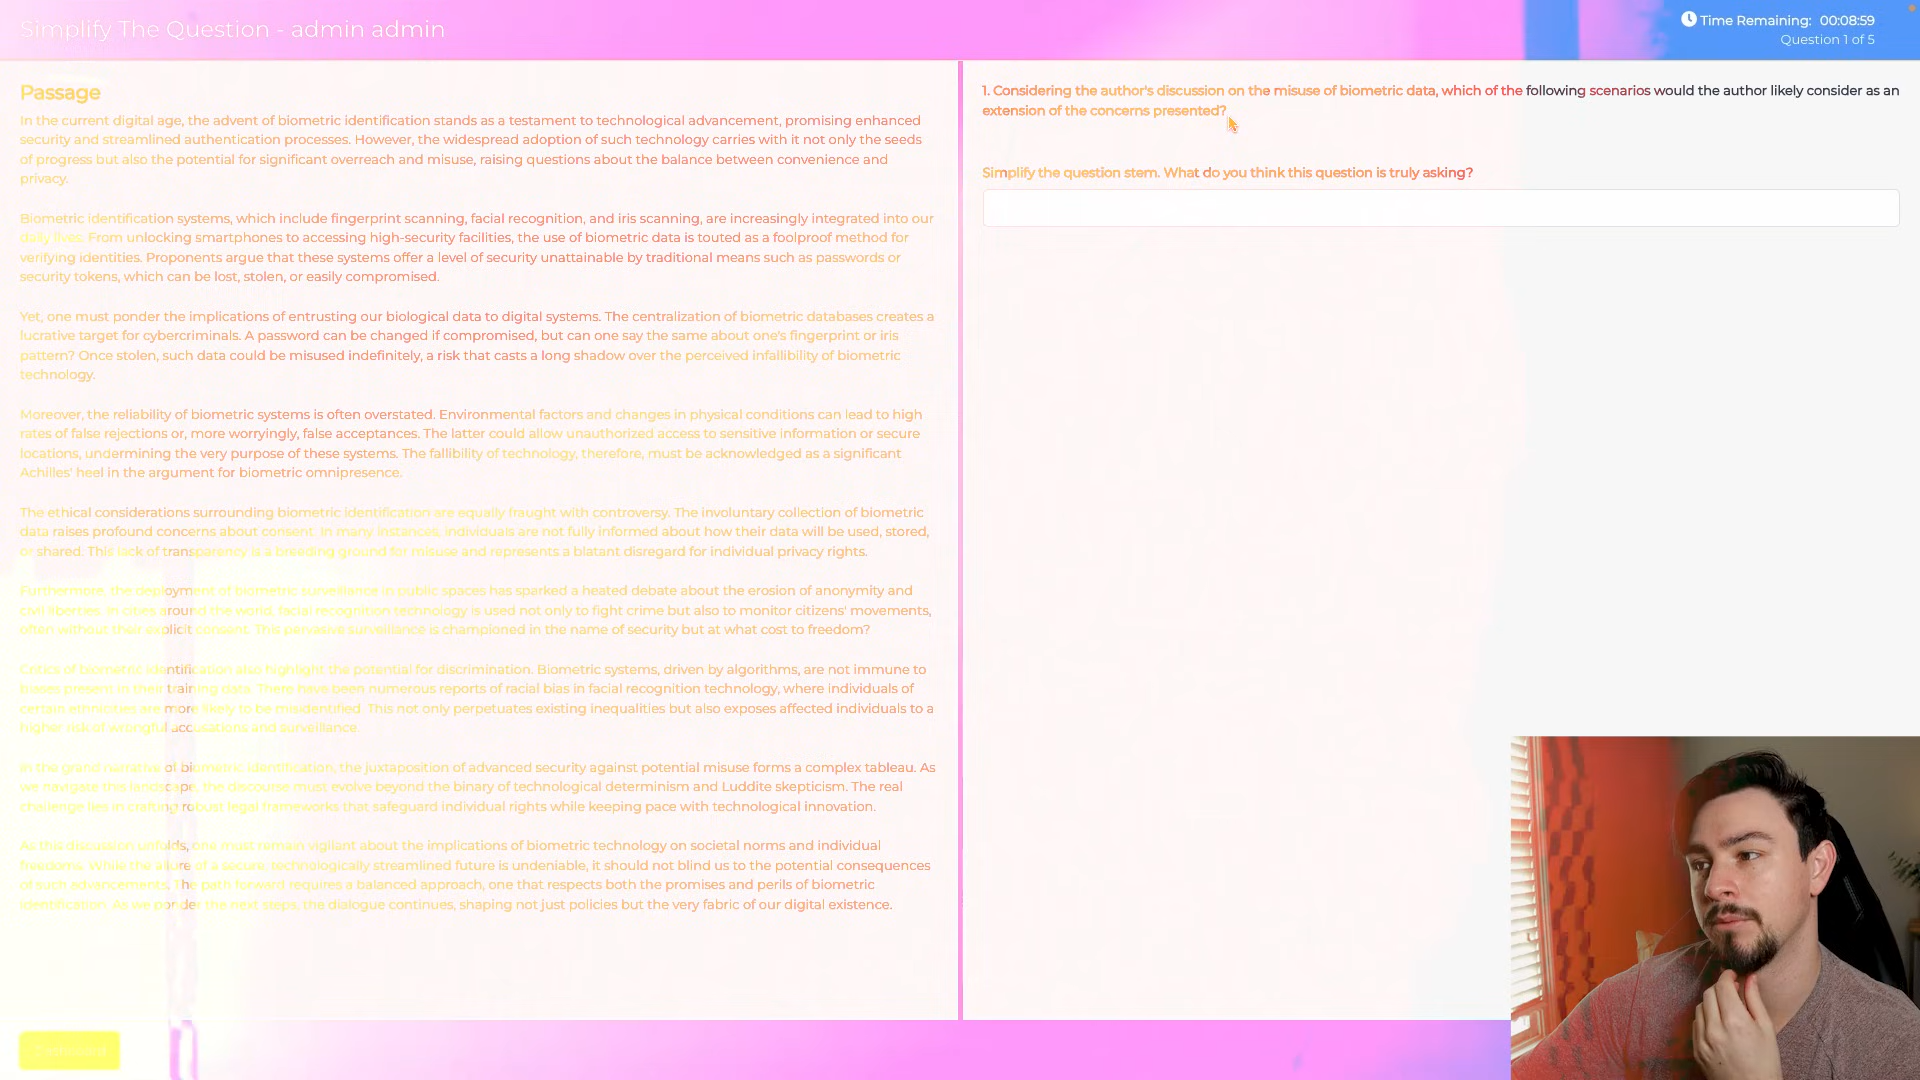 Simplify The Question - admin admin
Time Remaining: 00:08:59
Question 1 of 5
Passage
In the current digital age, the advent of biometric identification stands as a testament to technological advancement, promising enhanced
security and streamlined authentication processes. However, the widespread adoption of such technology carries with it not only the seeds
of progress but also the potential for significant overreach and misuse, raising questions about the balance between convenience and
privacy.
Biometric identification systems, which include fingerprint scanning, facial recognition, and iris scanning, are increasingly integrated into our
daily lives. From unlocking smartphones to accessing high-security facilities, the use of biometric data is touted as a foolproof method for
verifying identities. Proponents argue that these systems offer a level of security unattainable by traditional means such as passwords or
security tokens, which can be lost, stolen, or easily compromised.
Yet, one must ponder the implications of entrusting our biological data to digital systems. The centralization of biometric databases creates a
lucrative target for cybercriminals. A password can be changed if compromised, but can one say the same about one's fingerprint or iris
pattern? Once stolen, such data could be misused indefinitely, a risk that casts a long shadow over the perceived infallibility of biometric
technology.
Moreover, the reliability of biometric systems is often overstated. Environmental factors and changes in physical conditions can lead to high
rates of false rejections or, more worryingly, false acceptances. The latter could allow unauthorized access to sensitive information or secure
locations, undermining the very purpose of these systems. The fallibility of technology, therefore, must be acknowledged as a significant
Achilles' heel in the argument for biometric omnipresence.
The ethical considerations surrounding biometric identification are equally fraught with controversy. The involuntary collection of biometric
data raises profound concerns about consent. In many instances, individuals are not fully informed about how their data will be used, stored,
or shared. This lack of transparency is a breeding ground for misuse and represents a blatant disregard for individual privacy rights.
Furthermore, the deployment of biometric surveillance in public spaces has sparked a heated debate about the erosion of anonymity and
civil liberties. In cities around the world, facial recognition technology is used not only to fight crime but also to monitor citizens' movements,
often without their explicit consent. This pervasive surveillance is championed in the name of security but at what cost to freedom?
Critics of biometric identification also highlight the potential for discrimination. Biometric systems, driven by algorithms, are not immune to
biases present in their training data. There have been numerous reports of racial bias in facial recognition technology, where individuals of
certain ethnicities are more likely to be misidentified. This not only perpetuates existing inequalities but also exposes affected individuals to a
higher risk of wrongful accusations and surveillance.
In the grand narrative of biometric identification, the juxtaposition of advanced security against potential misuse forms a complex tableau. As
we navigate this landscape, the discourse must evolve beyond the binary of technological determinism and Luddite skepticism. The real
challenge lies in crafting robust legal frameworks that safeguard individual rights while keeping pace with technological innovation.
As this discussion unfolds, one must remain vigilant about the implications of biometric technology on societal norms and individual
freedoms. While the allure of a secure, technologically streamlined future is undeniable, it should not blind us to the potential consequences
of such advancements. The path forward requires a balanced approach, one that respects both the promises and perils of biometric
identification. As we ponder the next steps, the dialogue continues, shaping not just policies but the very fabric of our digital existence.
1. Considering the author's discussion on the misuse of biometric data, which of the following scenarios would the author likely consider as an
extension of the concerns presented?
Simplify the question stem. What do you think this question is truly asking?